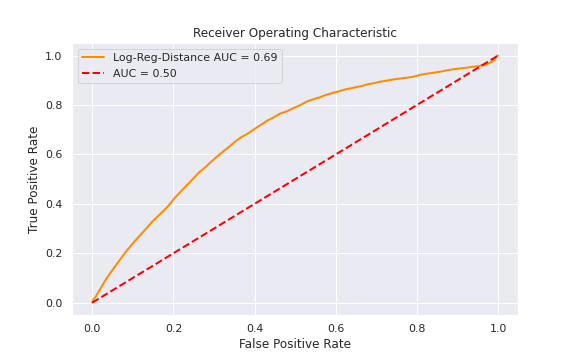 Receiver Operating Characteristic
Log-Reg-Distance AUC = 0.69
AUC = 0.50
True Positive Rate
1.0
0.8
0.6
0.4
0.2
0.0
0.0 0.2 0.4 0.6 0.8 1.0
False Positive Rate